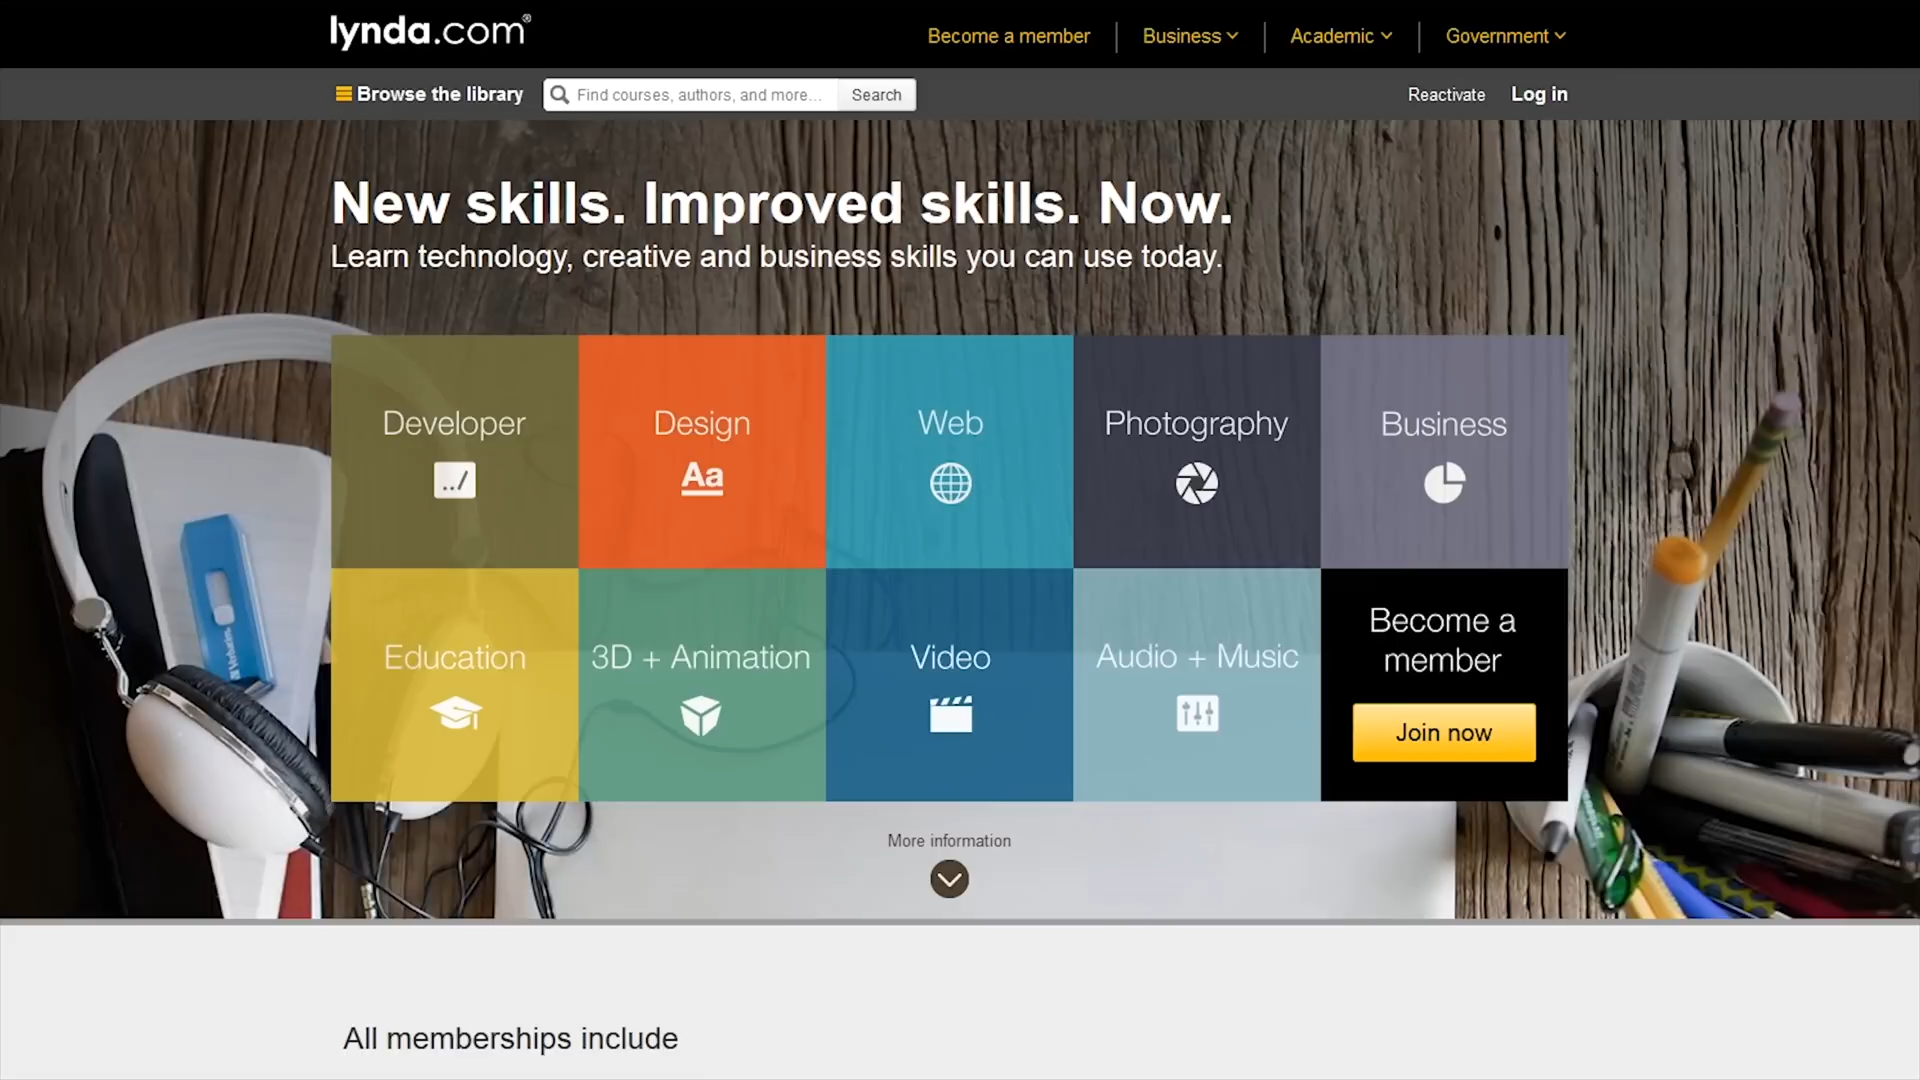 lynda.com®
Become a member
Business
Academic
Government
Browse the library
Find courses, authors, and more...
Search
Reactivate
Log in
New skills. Improved skills. Now.
Learn technology, creative and business skills you can use today.
Developer
../
Design
Aa
Web
Photography
Business
Education
3D + Animation
Video
Audio + Music
Become a
member
Join now
Verbatim
More information
All memberships include